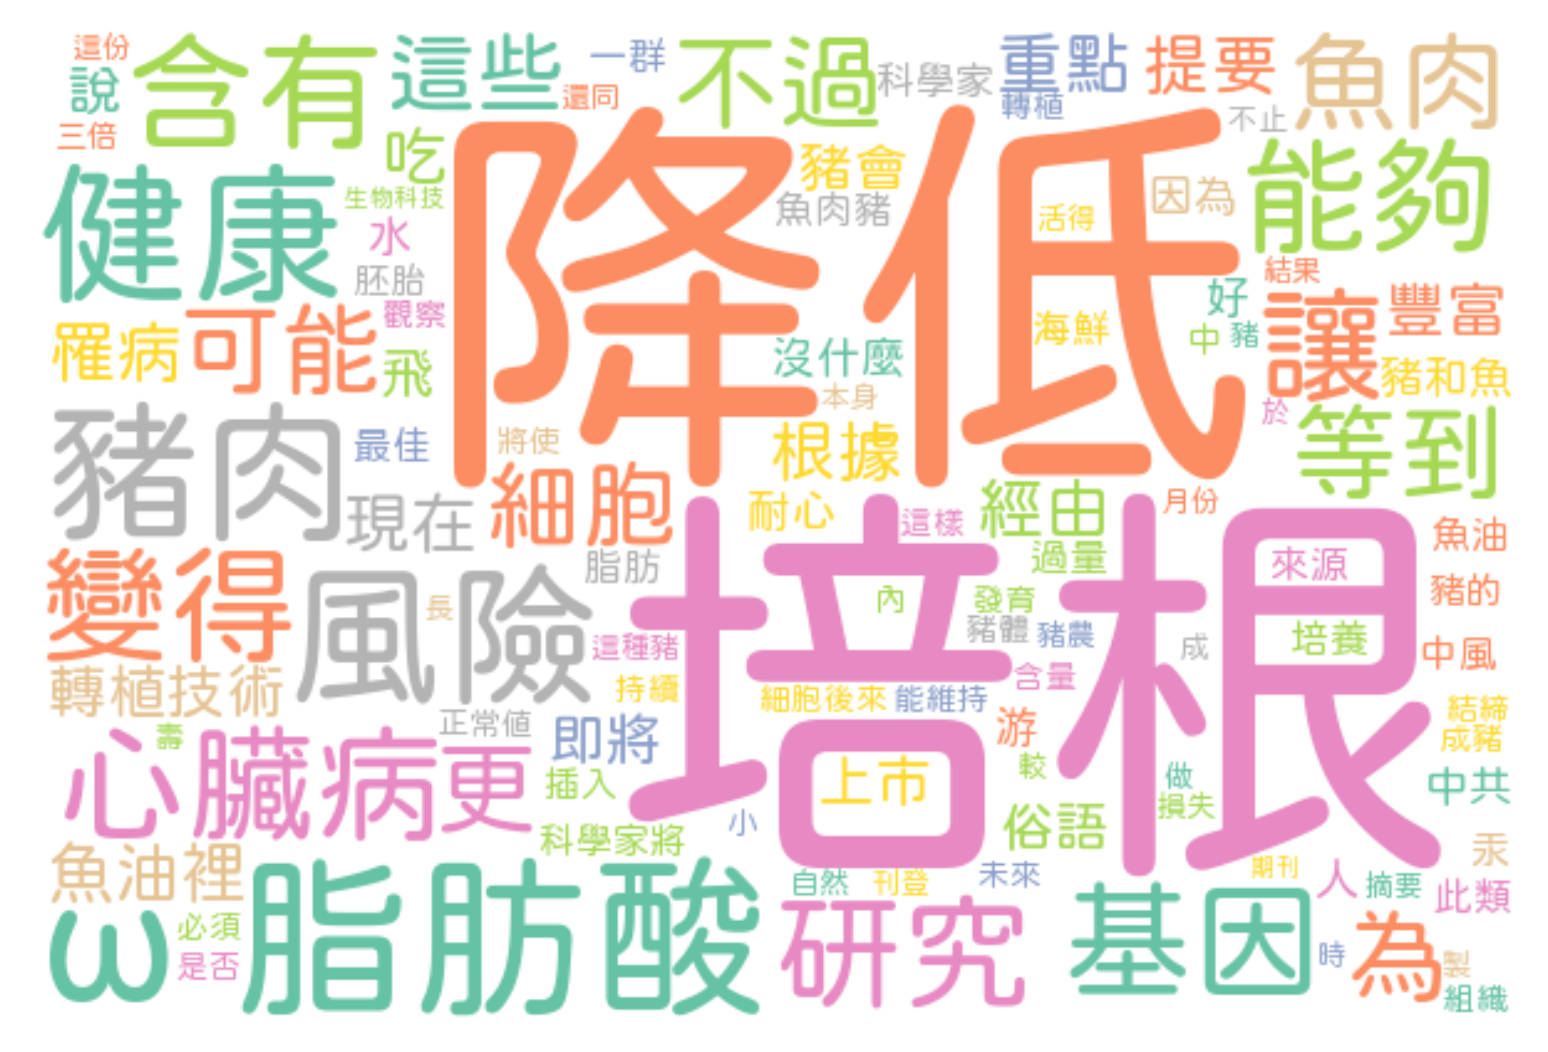 這份
說
三倍
含有
這些
一群
還同
不過
科學家
重點
轉植
提要
不止
魚肉
吃
生物科技
水
胚胎
觀察
飛
健康
降低
豬會
魚肉豬
因為
活得
海鮮
能夠
結果
好
中
豬
讓
豐富
豬和魚
於
罹病
可能
沒什麼
本身
豬肉
最佳
將使
根據
等到
現在
細胞
耐心
這樣
經由
月份
過量
魚油
豬的
變得
風險
長
脂肪
這種豬
培根
內
發育
豬體
豬農
來源
培養
成
中風
含量
轉植技術
正常值
持續
細胞後來
能維持
結締
成豬
壽
心臟病
更
即將
插入
科學家將
上市
小
游
較
做
損失
俗語
中共
魚油裡
自然
刊登
未來
期刊
人
摘要
汞
此類
ω
必須
是否
脂肪酸
研究
基因
時
為
製
組織